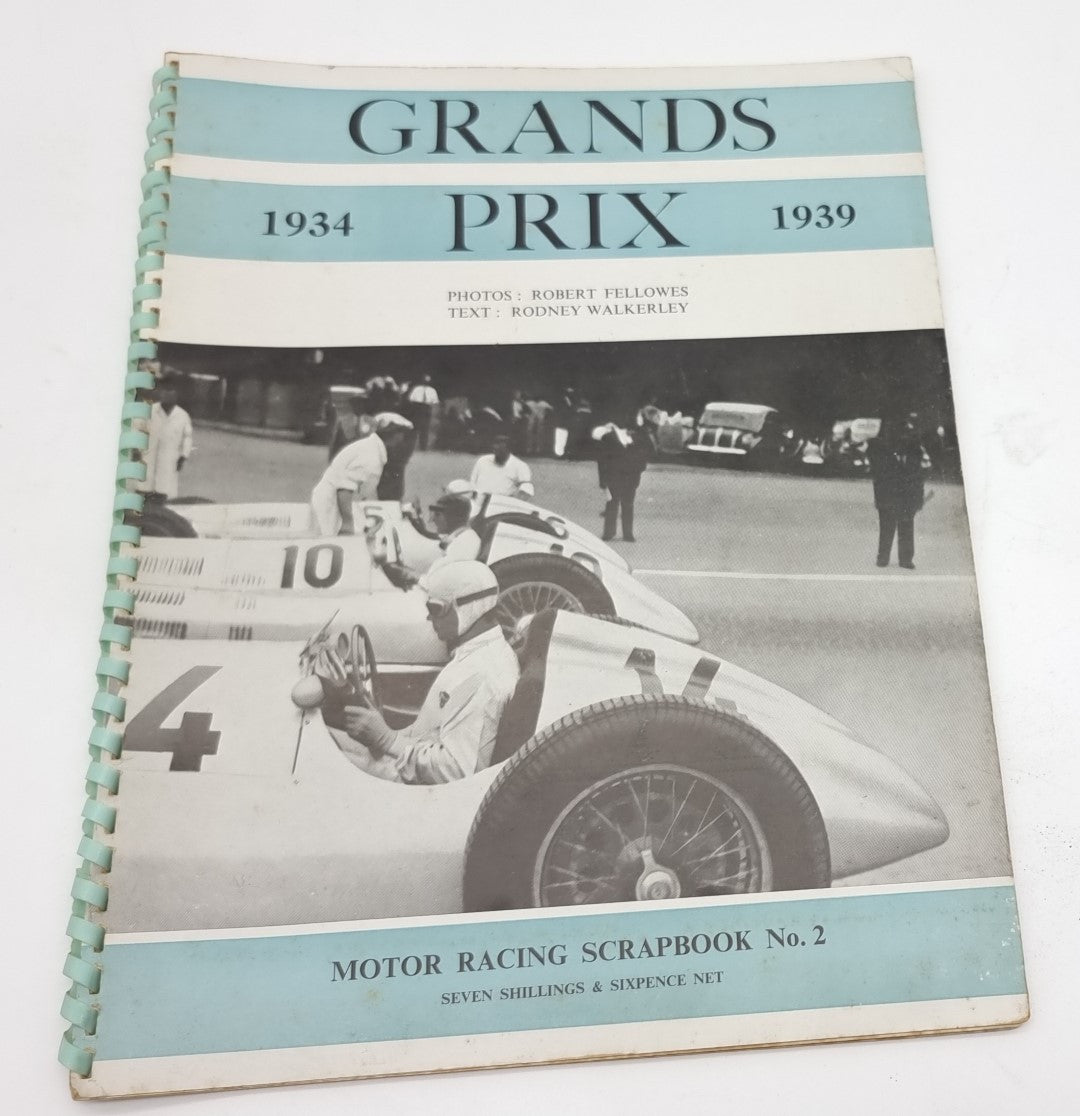 GRANDS
1934 PRIX 1939
PHOTOS : ROBERT FELLOWES
TEXT : RODNEY WALKERLEY
10
4
MOTOR RACING SCRAPBOOK No. 2
SEVEN SHILLINGS & SIXPENCE NET